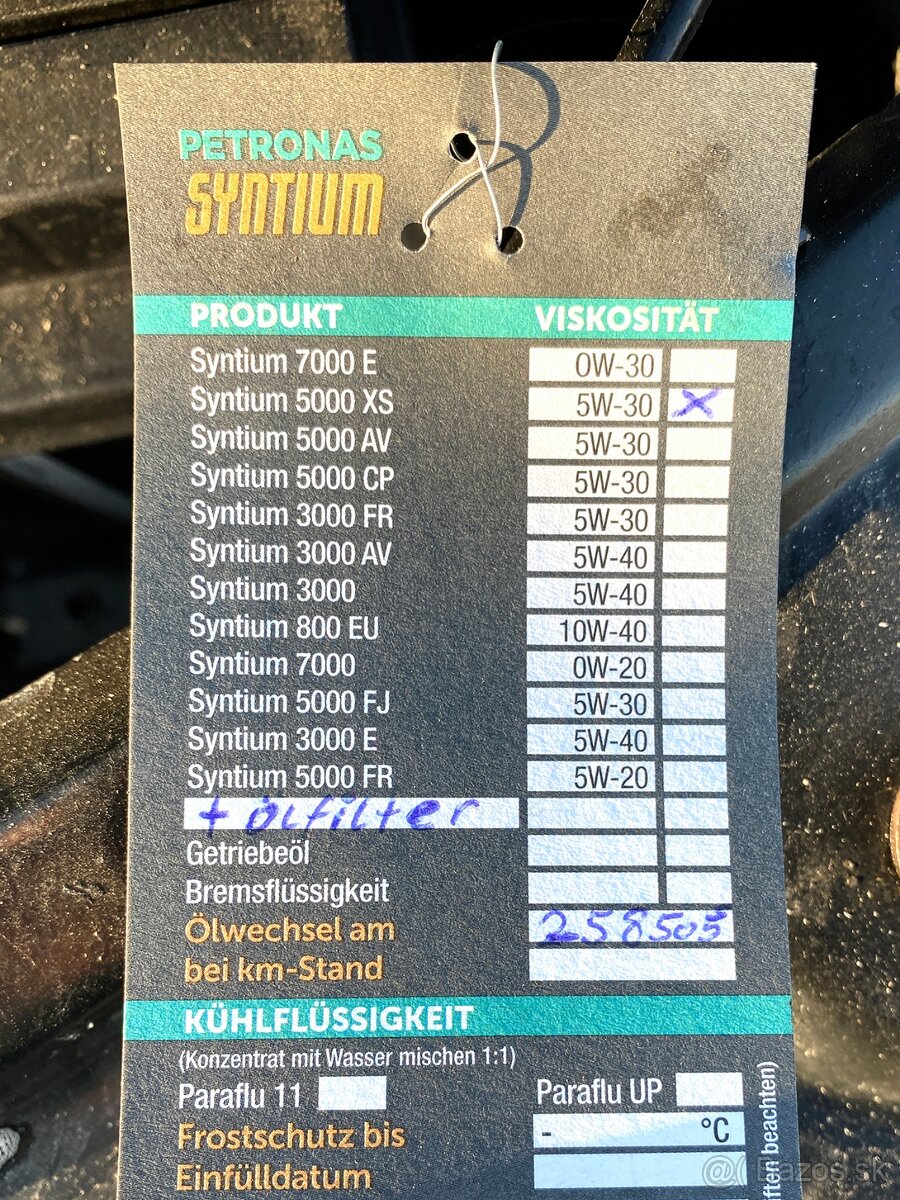 PETRONAS
SYNTIUM
PRODUKT VISKOSITÄT
Syntium 7000 E 0W-30
Syntium 5000 XS 5W-30 X
Syntium 5000 AV 5W-30
Syntium 5000 CP 5W-30
Syntium 3000 FR 5W-30
Syntium 3000 AV 5W-40
Syntium 3000 5W-40
Syntium 800 EU 10W-40
Syntium 7000 0W-20
Syntium 5000 FJ 5W-30
Syntium 3000 E 5W-40
Syntium 5000 FR 5W-20
+ ölfilter
Getriebeöl
Bremsflüssigkeit
Ölwechsel am 258505
bei km-Stand
KÜHLFLÜSSIGKEIT
(Konzentrat mit Wasser mischen 1:1)
Paraflu 11 Paraflu UP
Frostschutz bis - °C
Einfülldatum
beachten)
Bazos.sk